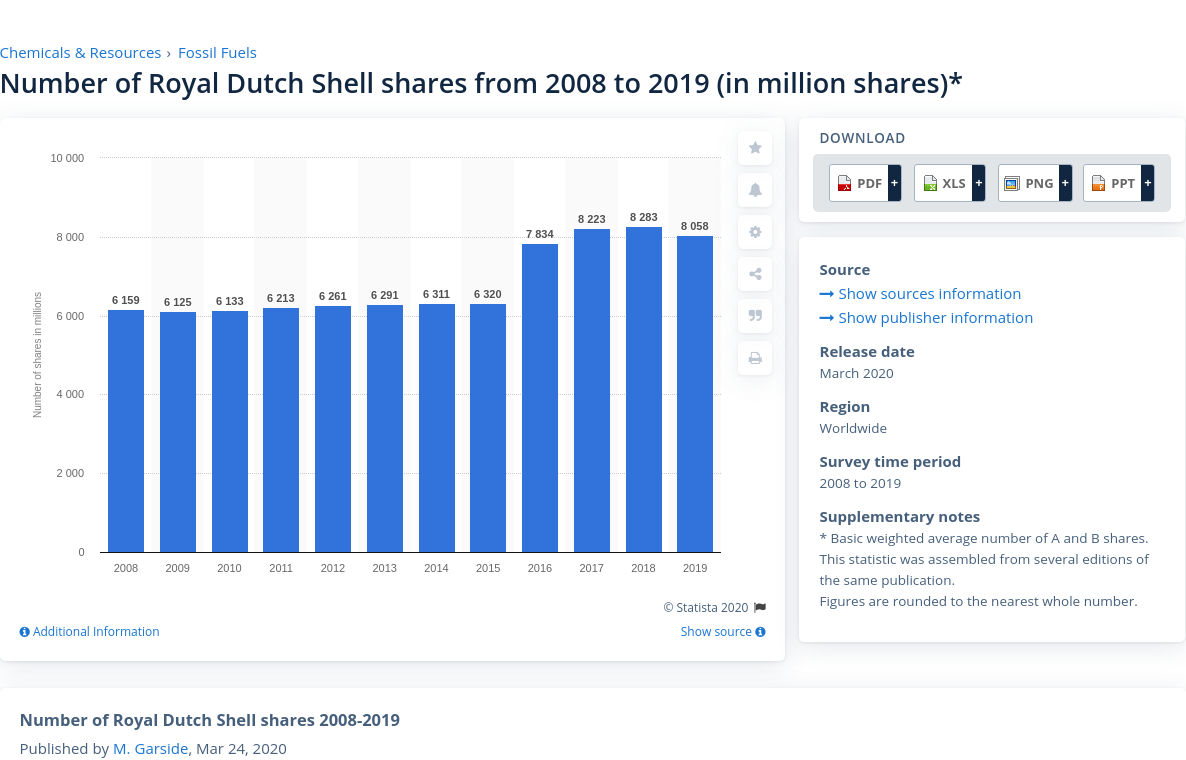 Chemicals & Resources › Fossil Fuels
Number of Royal Dutch Shell shares from 2008 to 2019 (in million shares)*
Number of shares in millions
10 000
8 000
6 000
4 000
2 000
0
6 159
6 125
6 133
6 213
6 261
6 291
6 311
6 320
7 834
8 223
8 283
8 058
2008
2009
2010
2011
2012
2013
2014
2015
2016
2017
2018
2019
© Statista 2020
Additional Information
Show source
DOWNLOAD
PDF +
XLS +
PNG +
PPT +
Source
Show sources information
Show publisher information
Release date
March 2020
Region
Worldwide
Survey time period
2008 to 2019
Supplementary notes
* Basic weighted average number of A and B shares.
This statistic was assembled from several editions of
the same publication.
Figures are rounded to the nearest whole number.
Number of Royal Dutch Shell shares 2008-2019
Published by M. Garside, Mar 24, 2020